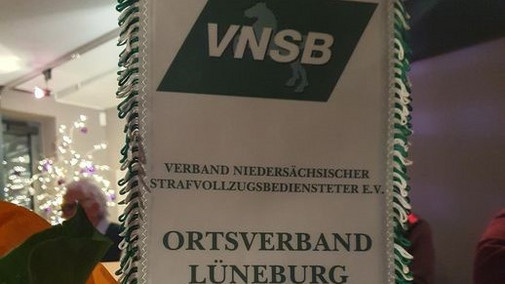 VNSB
VERBAND NIEDERSÄCHSISCHER
STRAFVOLLZUGSBEDIENSTETER E.V.
ORTSVERBAND
LÜNEBURG